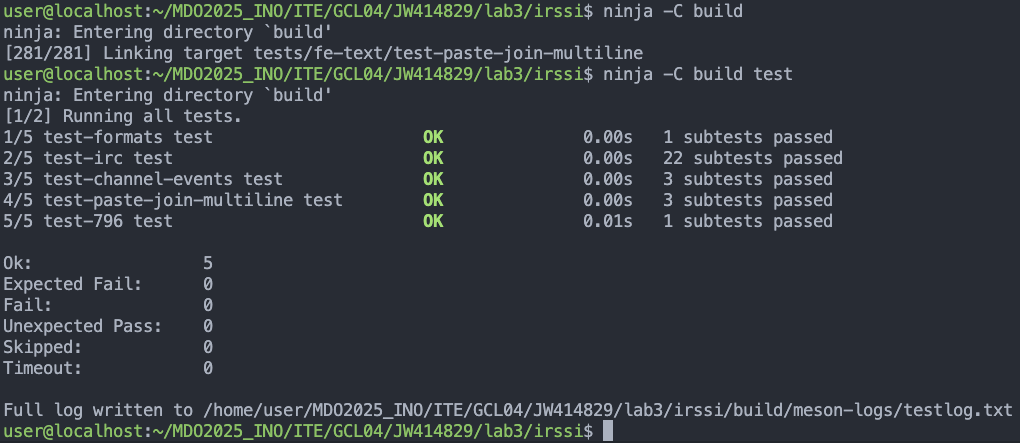 user@localhost:~/MDO2025_INO/ITE/GCL04/JW414829/lab3/irssi$ ninja -C build
ninja: Entering directory `build'
[281/281] Linking target tests/fe-text/test-paste-join-multiline
user@localhost:~/MDO2025_INO/ITE/GCL04/JW414829/lab3/irssi$ ninja -C build test
ninja: Entering directory `build'
[1/2] Running all tests.
1/5 test-formats test                     OK              0.00s   1 subtests passed
2/5 test-irc test                         OK              0.00s   22 subtests passed
3/5 test-channel-events test              OK              0.00s   3 subtests passed
4/5 test-paste-join-multiline test        OK              0.00s   3 subtests passed
5/5 test-796 test                         OK              0.01s   1 subtests passed
Ok:                 5
Expected Fail:      0
Fail:               0
Unexpected Pass:    0
Skipped:            0
Timeout:            0
Full log written to /home/user/MDO2025_INO/ITE/GCL04/JW414829/lab3/irssi/build/meson-logs/testlog.txt
user@localhost:~/MDO2025_INO/ITE/GCL04/JW414829/lab3/irssi$